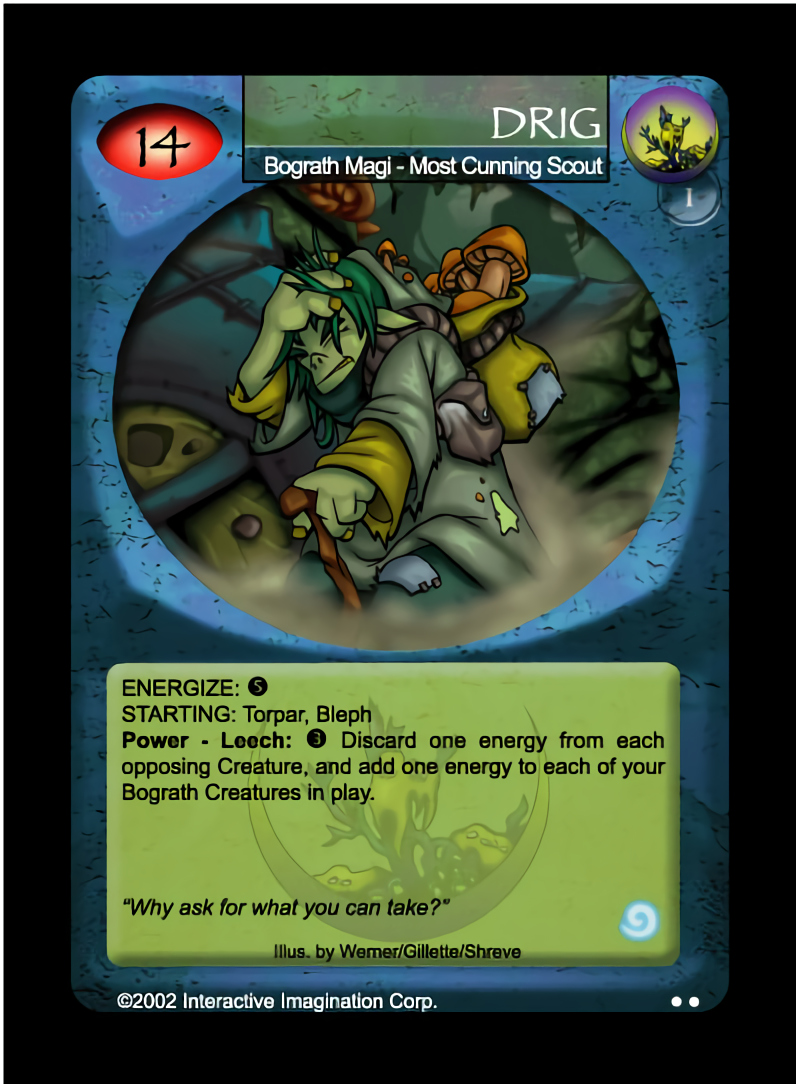 14
DRIG
Bograth Magi - Most Cunning Scout
I
ENERGIZE: 5
STARTING: Torpar, Bleph
Power - Leech: 3 Discard one energy from each
opposing Creature, and add one energy to each of your
Bograth Creatures in play.
"Why ask for what you can take?"
Illus. by Werner/Gillette/Shreve
©2002 Interactive Imagination Corp.